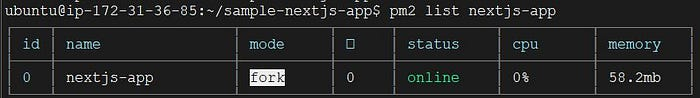 ubuntu@ip-172-31-36-85:~/sample-nextjs-app$ pm2 list nextjs-app
id name mode status cpu memory
0 nextjs-app fork 0 online 0% 58.2mb